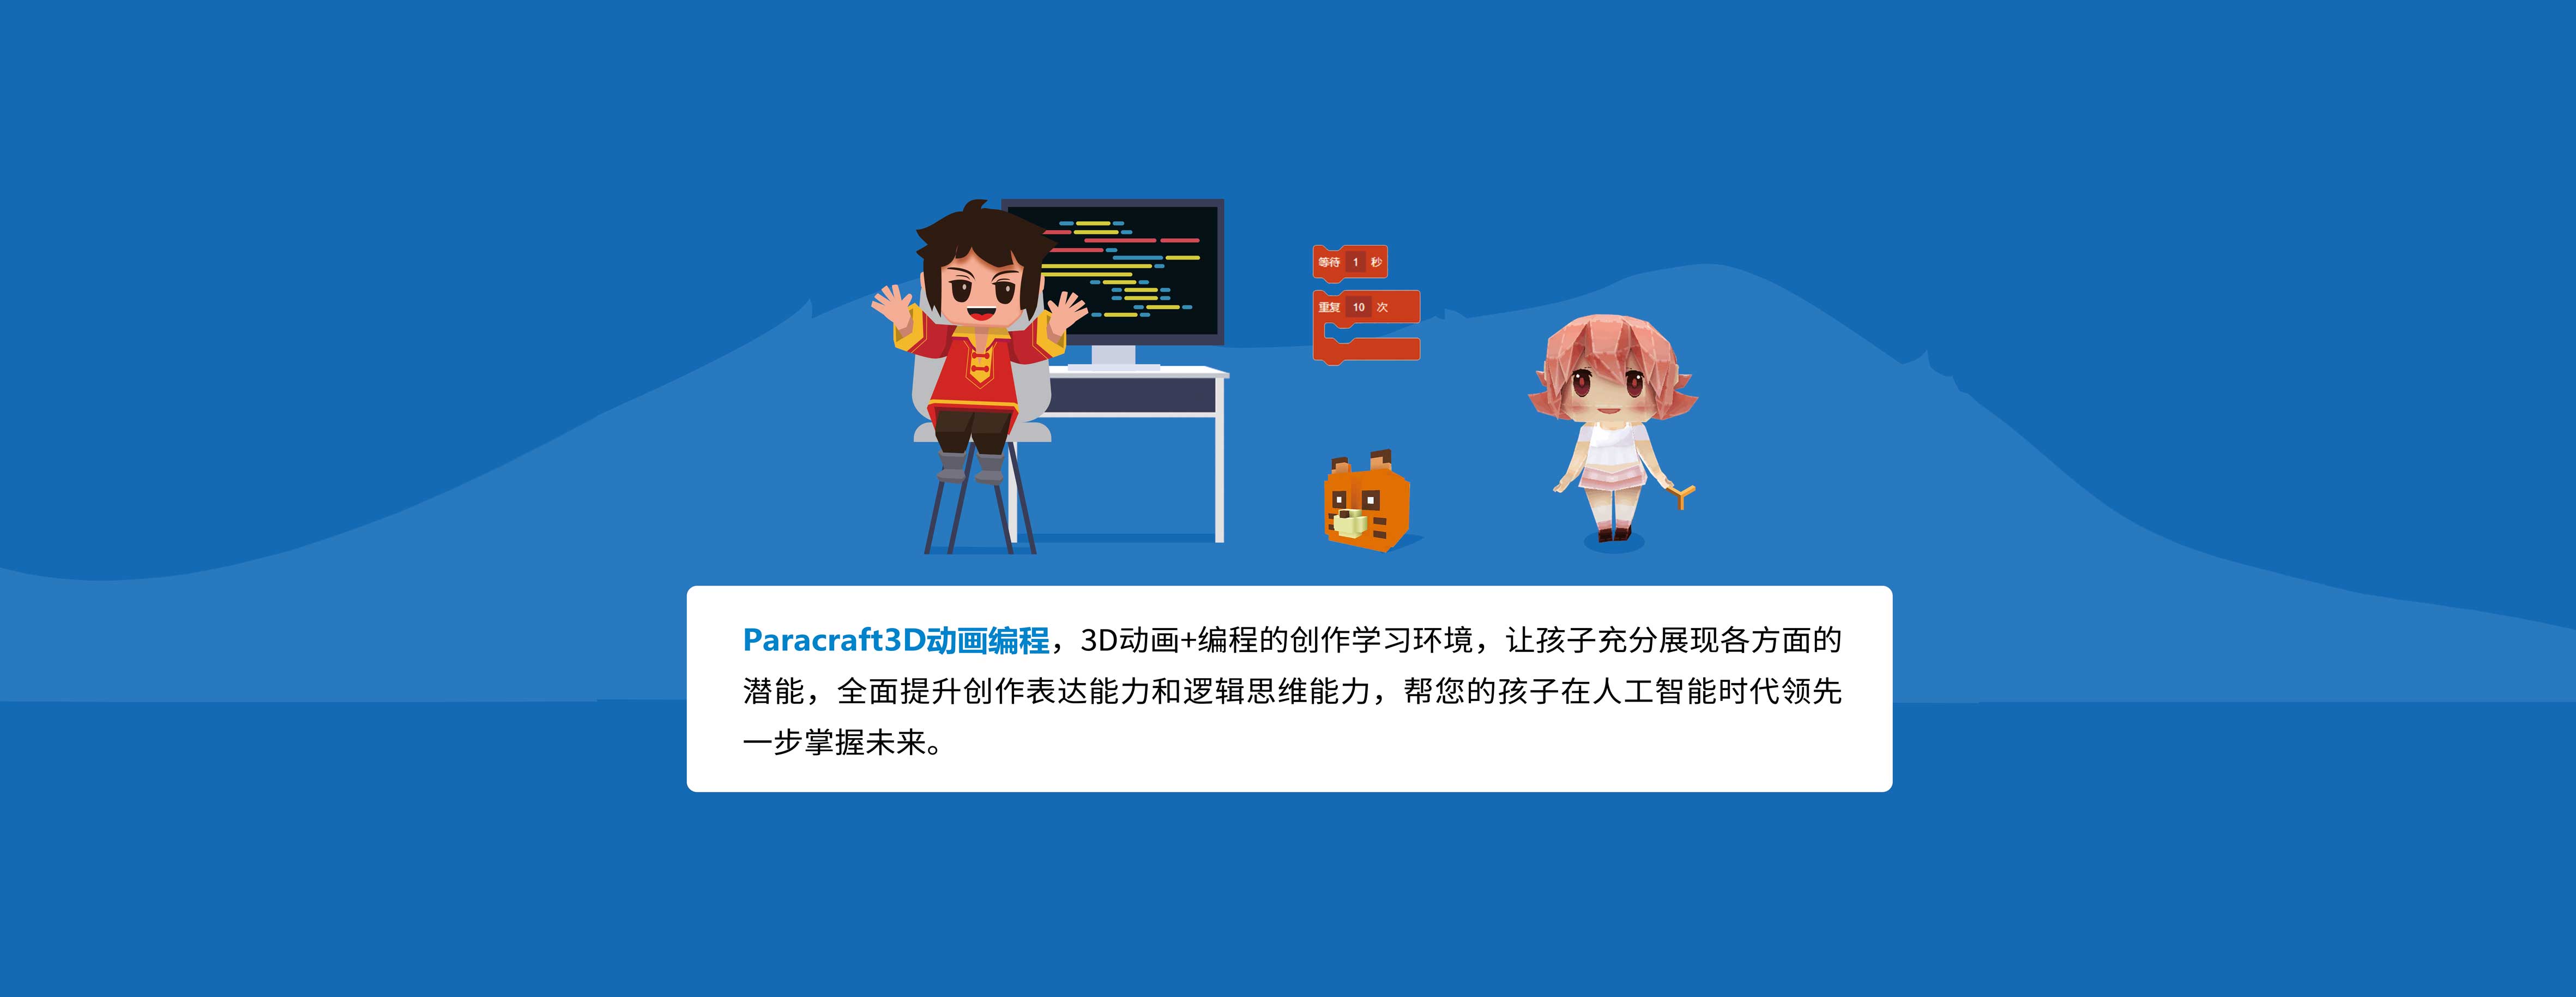 等待 1 秒
重复 10 次
Paracraft3D动画编程，3D动画+编程的创作学习环境，让孩子充分展现各方面的
潜能，全面提升创作表达能力和逻辑思维能力，帮您的孩子在人工智能时代领先
一步掌握未来。